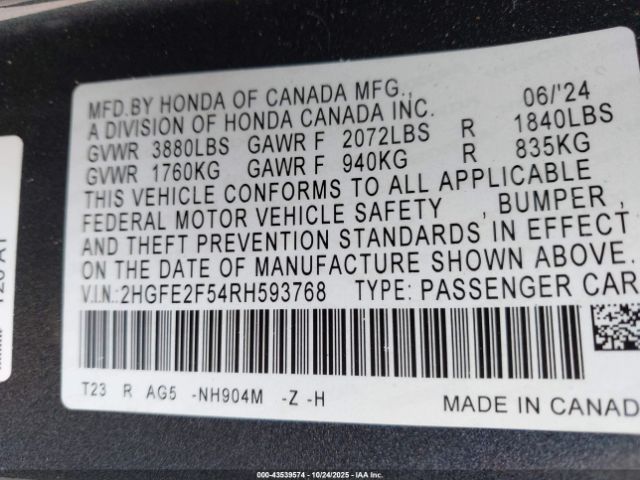 MFD.BY HONDA OF CANADA MFG., 06/'24
A DIVISION OF HONDA CANADA INC.
GVWR 3880LBS GAWR F 2072LBS R 1840LBS
GVWR 1760KG GAWR F 940KG R 835KG
THIS VEHICLE CONFORMS TO ALL APPLICABLE
FEDERAL MOTOR VEHICLE SAFETY , BUMPER ,
AND THEFT PREVENTION STANDARDS IN EFFECT
ON THE DATE OF MANUFACTURE SHOWN ABOVE.
V.I.N.:2HGFE2F54RH593768 TYPE: PASSENGER CAR
T23 R AG5 -NH904M -Z -H
MADE IN CANAD
000-43539574 | 10/24/2025 | IAA Inc.